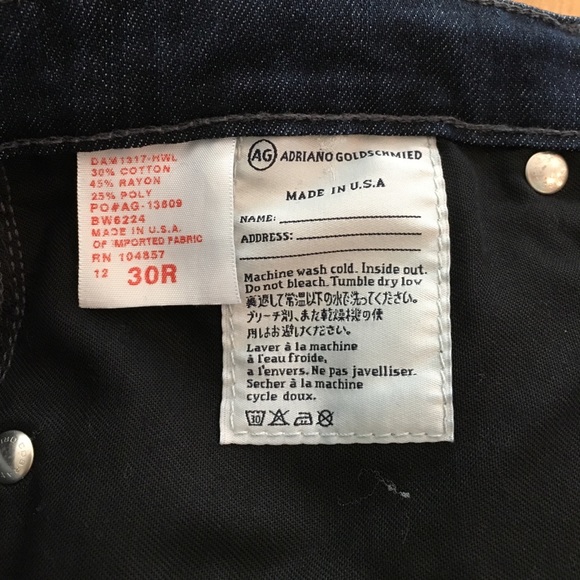 DAM1317-HWL
30% COTTON
45% RAYON
25% POLY
PO#AG-13609
BW6224
MADE IN U.S.A.
OF IMPORTED FABRIC
RN 104857
12 30R
AG ADRIANO GOLDSCHMIED
MADE IN U.S.A
NAME:
ADDRESS:
Machine wash cold. Inside out.
Do not bleach. Tumble dry low
裏返して常温以下の水で洗ってください。
ブリーチ剤、また乾燥機の使
用はお避けください。
Laver à la machine
à l'eau froide,
a l'envers. Ne pas javelliser.
Secher à la machine
cycle doux.
30